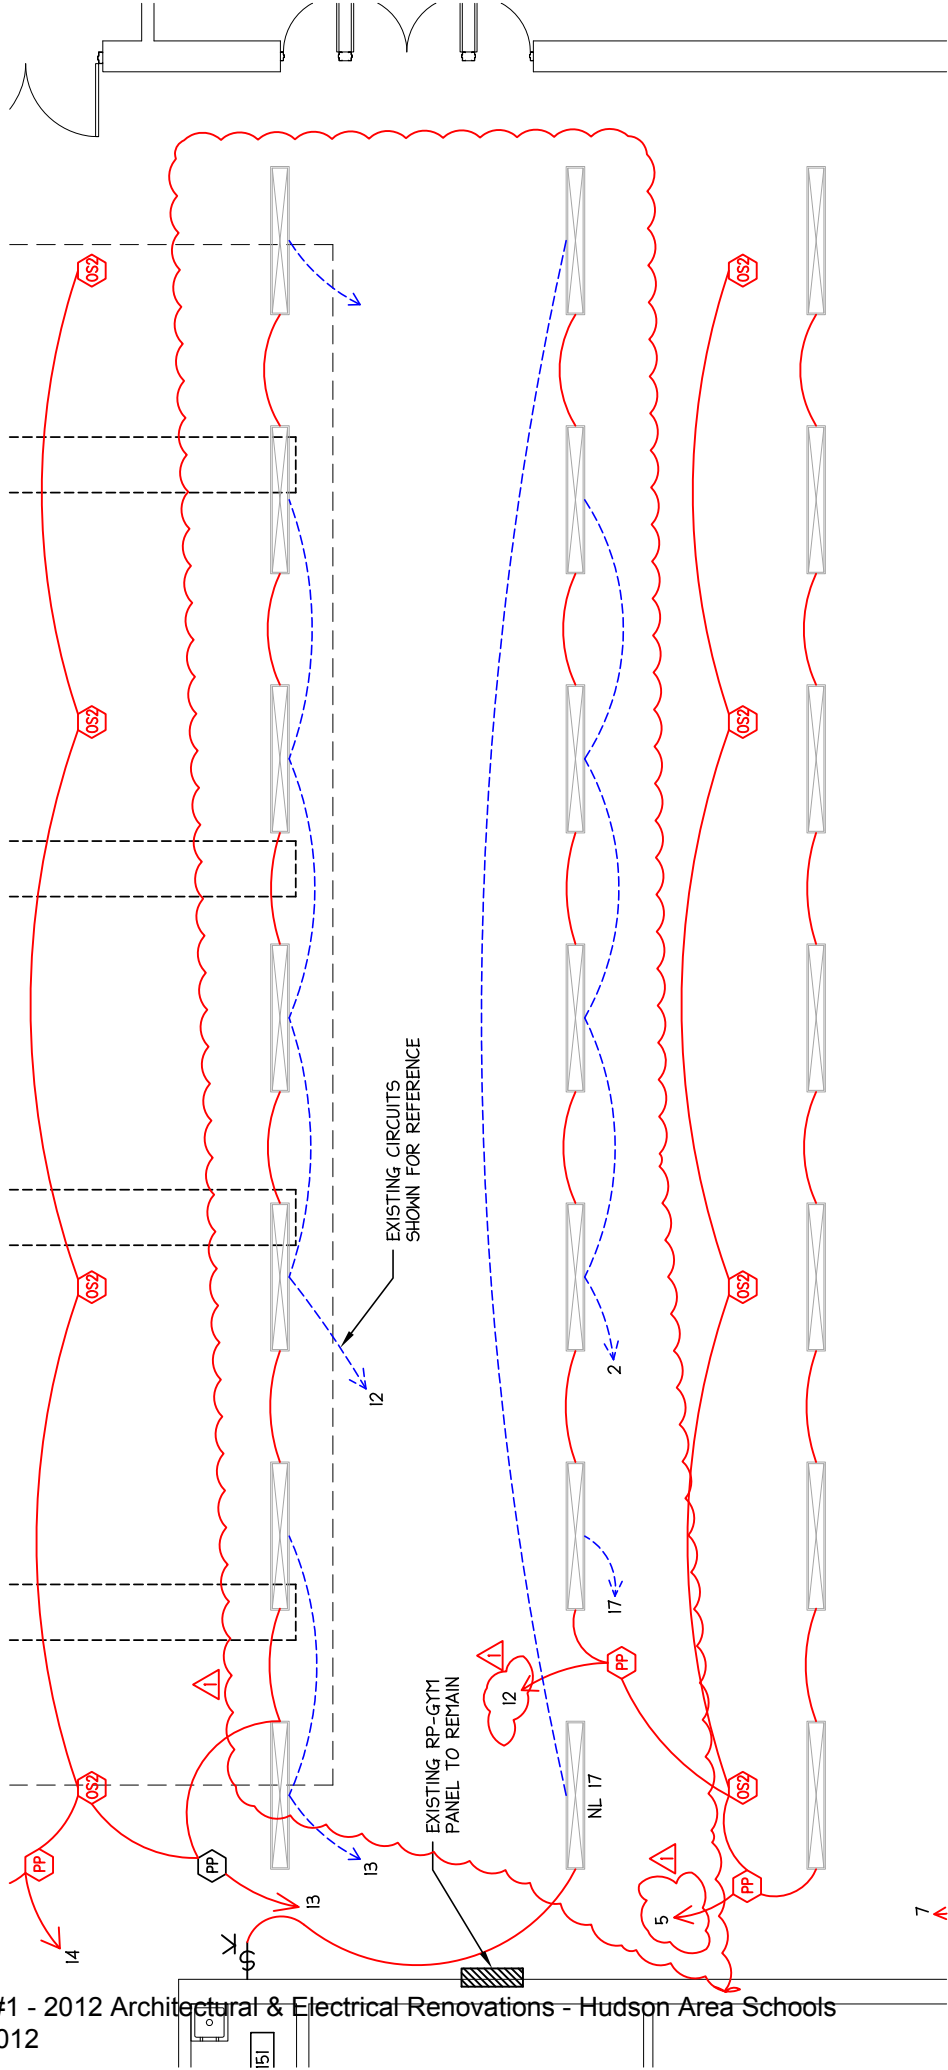 OS2
OS2
OS2
OS2
EXISTING CIRCUITS
SHOWN FOR REFERENCE
12
2
OS2
OS2
17
1
1
12
PP
EXISTING RP-GYM
PANEL TO REMAIN
NL 17
OS2
OS2
PP
PP
13
13
1
5
PP
7
14
$
K
#1 - 2012 Architectural & Electrical Renovations - Hudson Area Schools
012
151